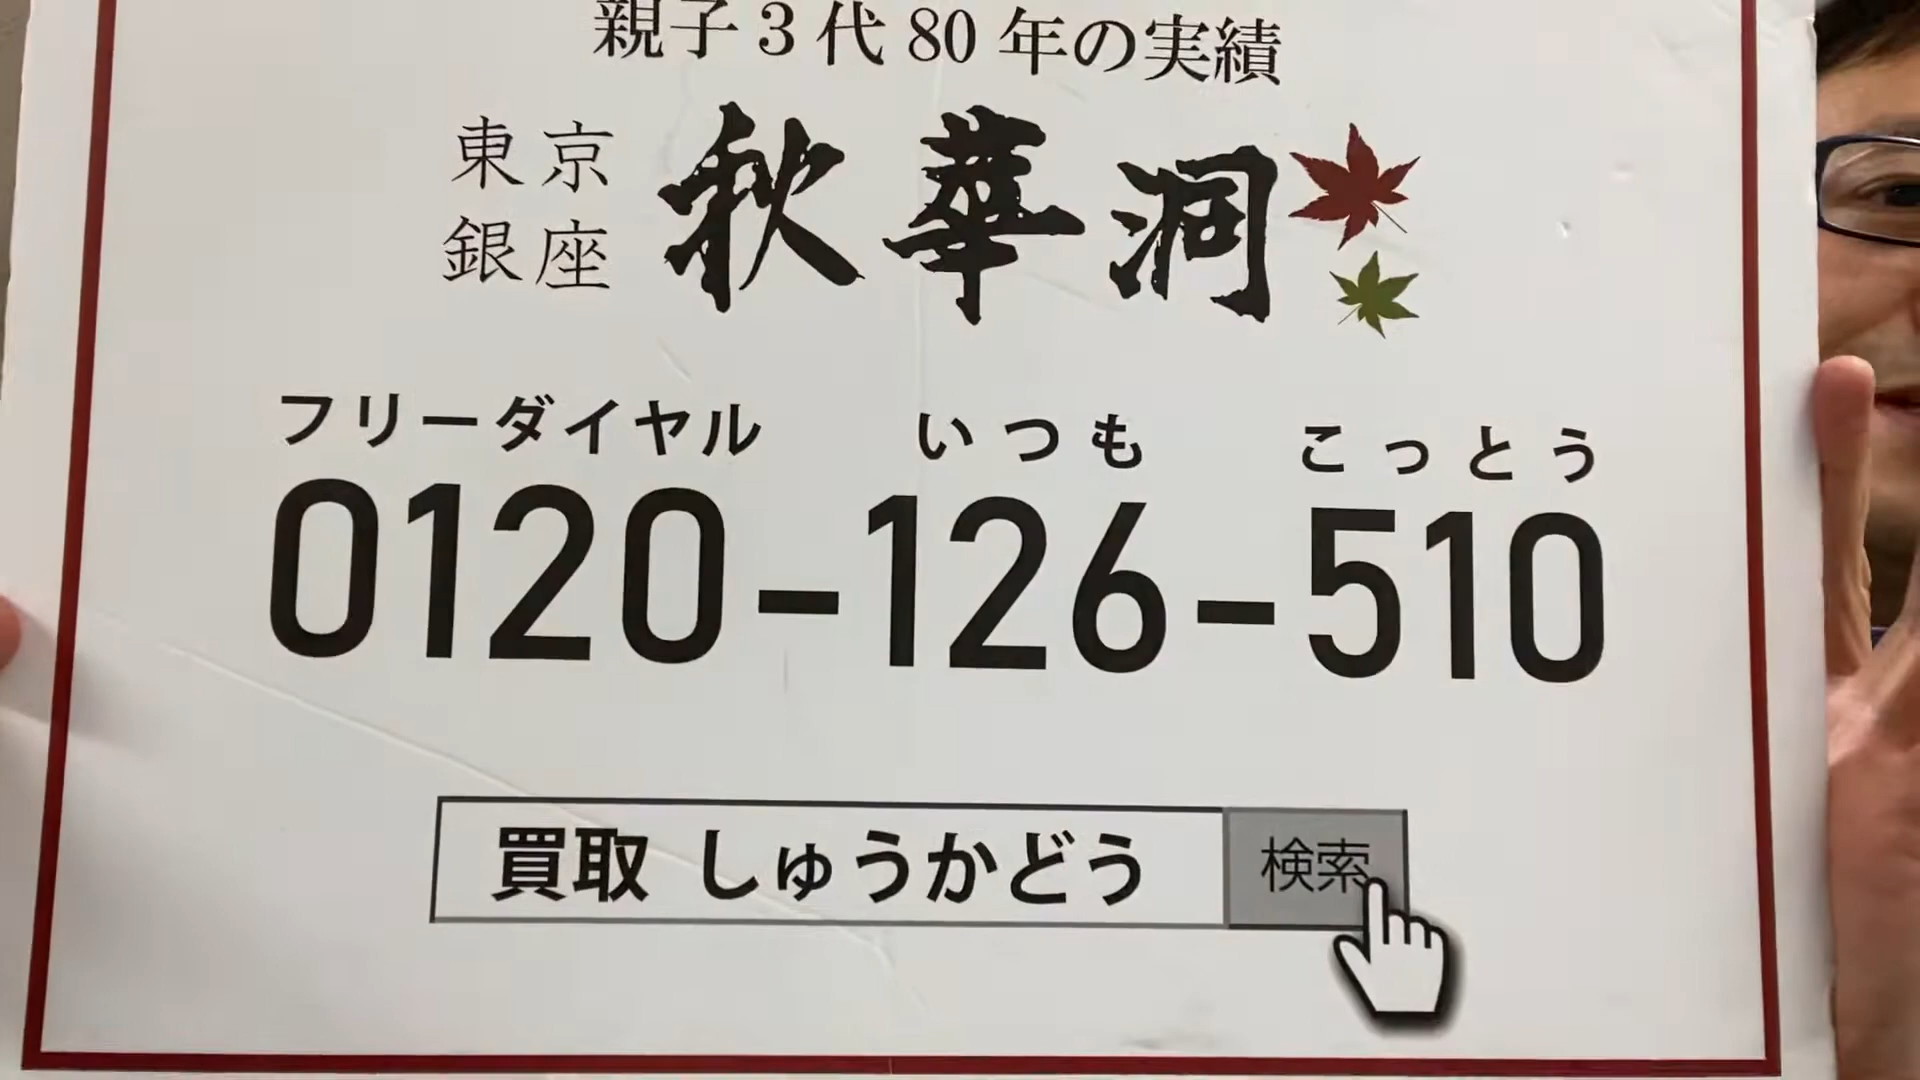 親子3代80年の実績
東京
銀座
秋華洞
フリーダイヤル いつも こっとう
0120-126-510
買取 しゅうかどう 検索